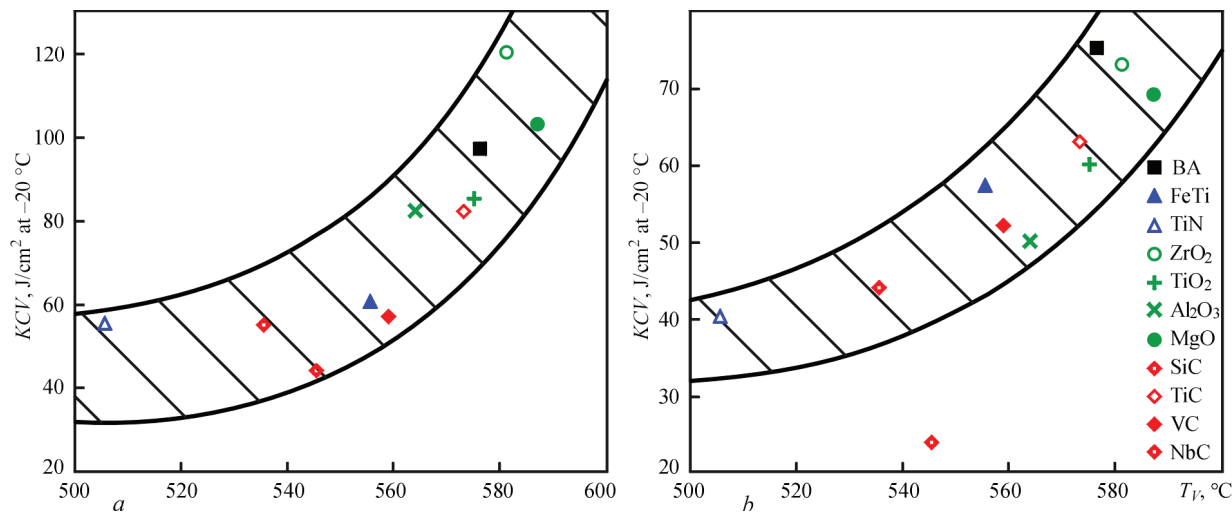 KCV, J/cm² at –20 °C
120
100
80
60
40
20
500
520
540
560
580
600
a
KCV, J/cm² at –20 °C
70
60
50
40
30
20
500
520
540
560
580
T_V, °C
b
BA
FeTi
TiN
ZrO₂
TiO₂
Al₂O₃
MgO
SiC
TiC
VC
NbC